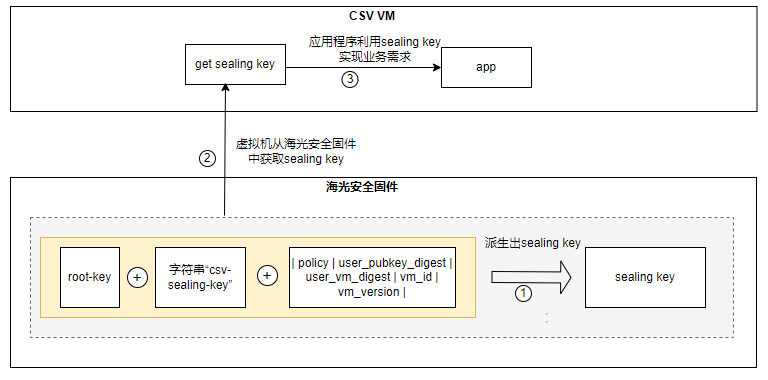 CSV VM
get sealing key
应用程序利用sealing key
实现业务需求
③
app
②
虚拟机从海光安全固件
中获取sealing key
海光安全固件
root-key
+
字符串“csv-
sealing-key”
+
| policy | user_pubkey_digest |
user_vm_digest | vm_id |
vm_version |
派生出sealing key
①
sealing key
: